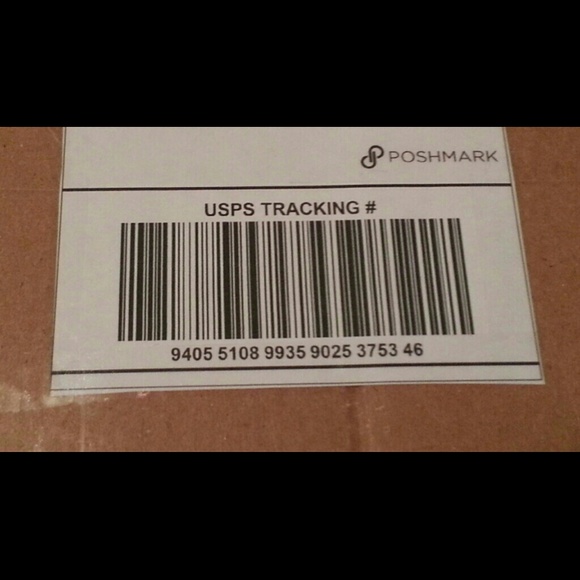 POSHMARK
USPS TRACKING #
9405 5108 9935 9025 3753 46